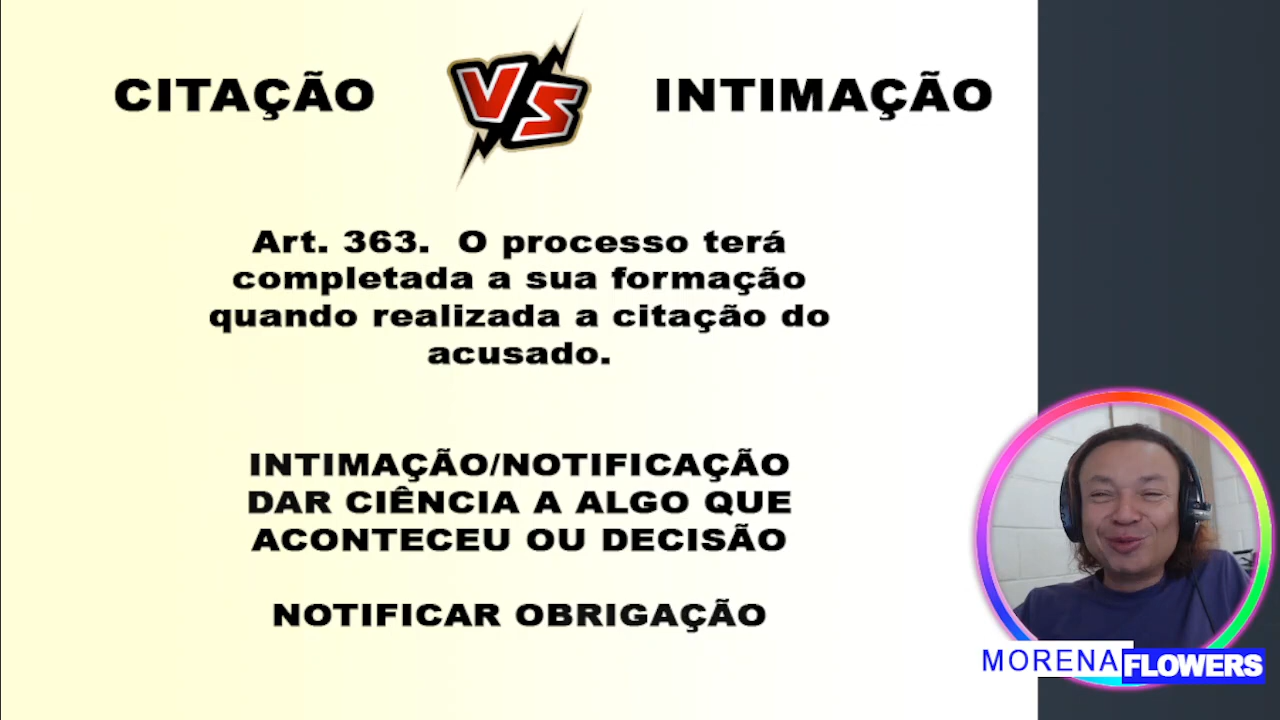 CITAÇÃO VS INTIMAÇÃO
Art. 363. O processo terá
completada a sua formação
quando realizada a citação do
acusado.
INTIMAÇÃO/NOTIFICAÇÃO
DAR CIÊNCIA A ALGO QUE
ACONTECEU OU DECISÃO
NOTIFICAR OBRIGAÇÃO
MORENA FLOWERS